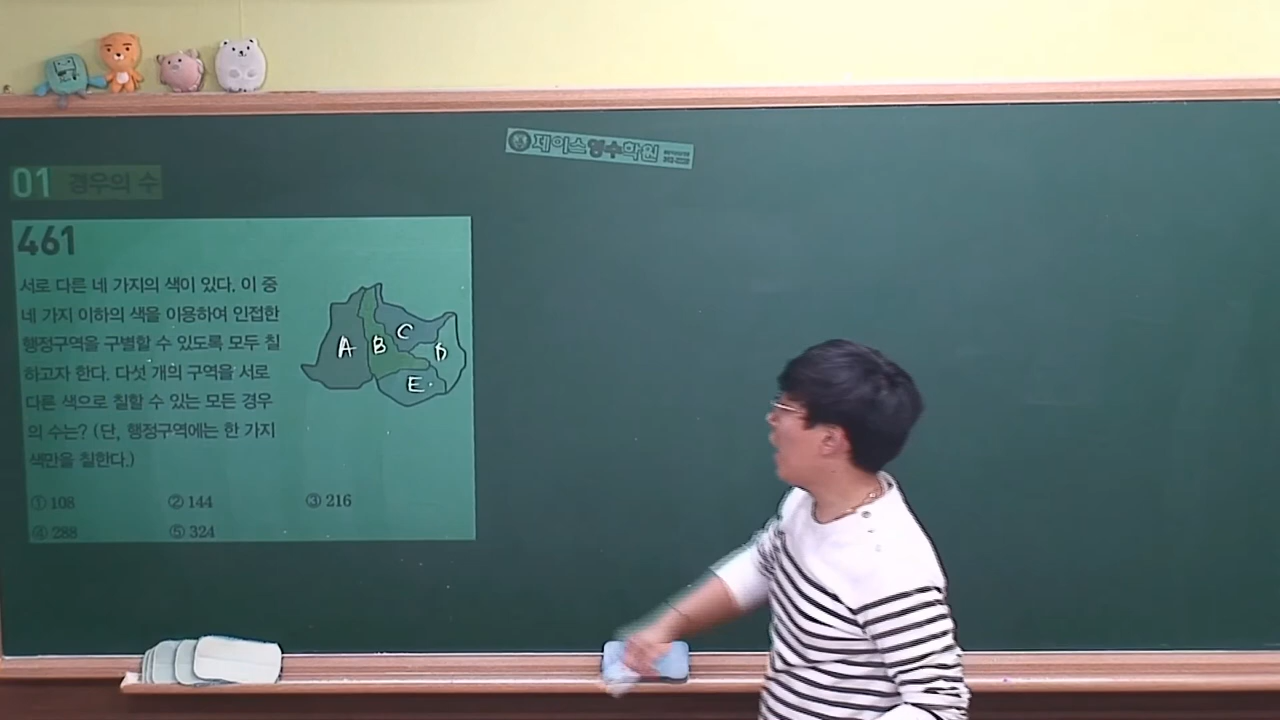 제이스영수학원
01 경우의 수
461
서로 다른 네 가지의 색이 있다. 이 중
네 가지 이하의 색을 이용하여 인접한
행정구역을 구별할 수 있도록 모두 칠
하고자 한다. 다섯 개의 구역을 서로
다른 색으로 칠할 수 있는 모든 경우
의 수는? (단, 행정구역에는 한 가지
색만을 칠한다.)
A B C D
E
① 108 ② 144 ③ 216
④ 288 ⑤ 324